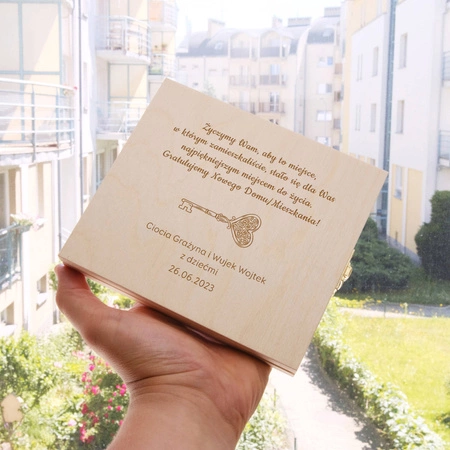 Życzymy Wam, aby to miejsce,
w którym zamieszkaliście, stało się dla Was
najpiękniejszym miejscem do życia.
Gratulujemy Nowego Domu/Mieszkania!
Ciocia Grażyna i Wujek Wojtek
z dziećmi
26.06.2023